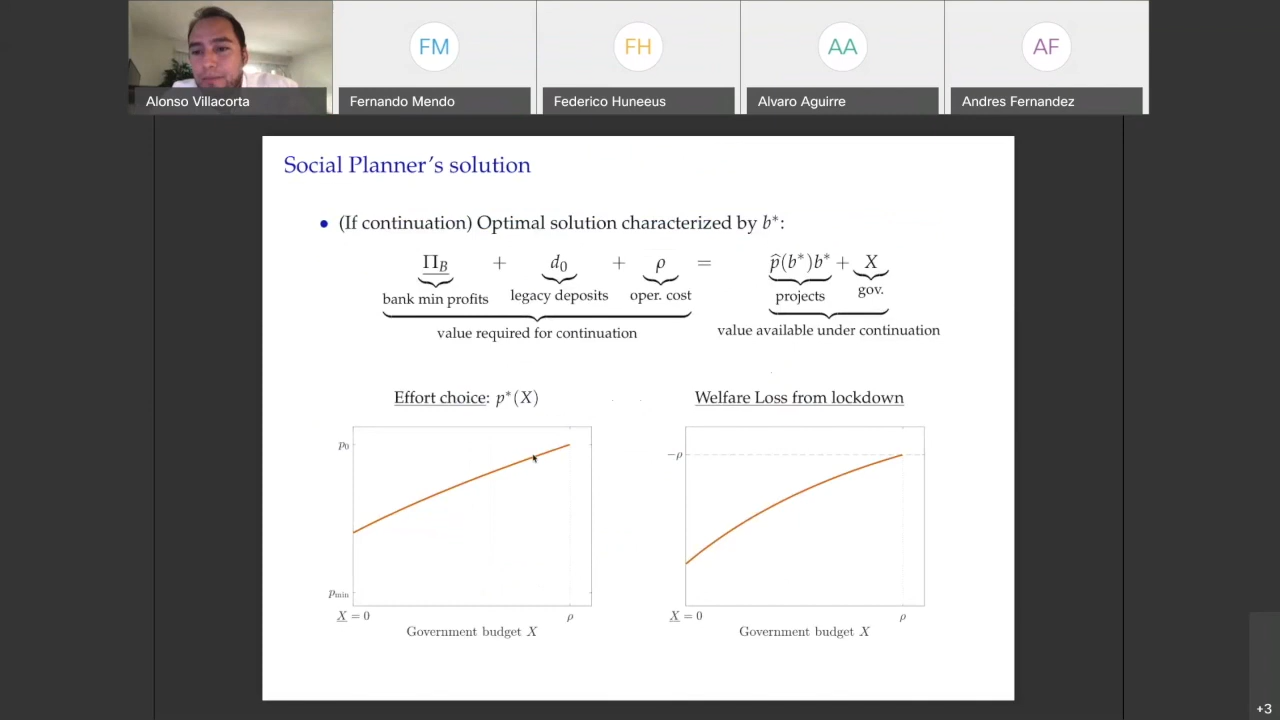 FM
FH
AA
AF
Alonso Villacorta
Fernando Mendo
Federico Huneeus
Alvaro Aguirre
Andres Fernandez
Social Planner's solution
• (If continuation) Optimal solution characterized by b*:
Π_B + d₀ + ρ = p̂(b*)b* + X
bank min profits legacy deposits oper. cost projects gov.
value required for continuation value available under continuation
Effort choice: p*(X)
p₀
p_min
X = 0 ρ
Government budget X
Welfare Loss from lockdown
−ρ
X = 0 ρ
Government budget X
+3